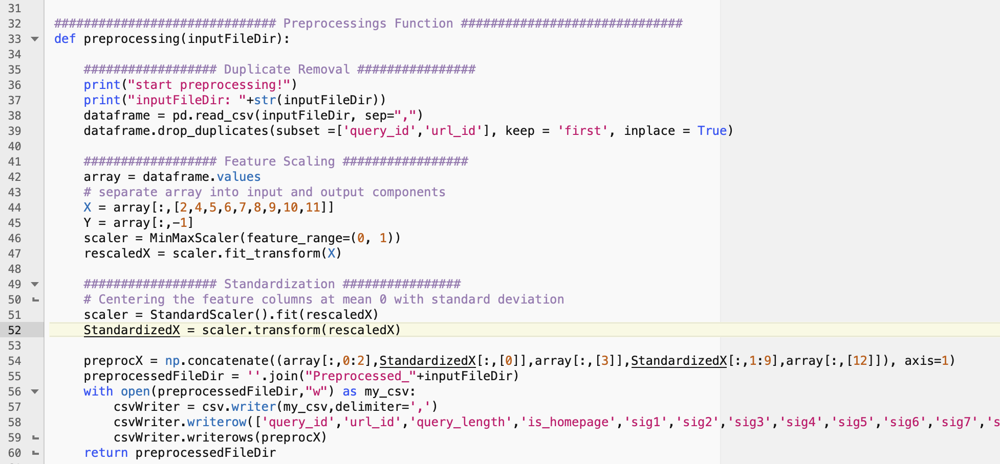 31
32 ############################## Preprocessings Function ##############################
33 def preprocessing(inputFileDir):
34
35     ################## Duplicate Removal ################
36     print("start preprocessing!")
37     print("inputFileDir: "+str(inputFileDir))
38     dataframe = pd.read_csv(inputFileDir, sep=",")
39     dataframe.drop_duplicates(subset =['query_id','url_id'], keep = 'first', inplace = True)
40
41     ################## Feature Scaling #################
42     array = dataframe.values
43     # separate array into input and output components
44     X = array[:,[2,4,5,6,7,8,9,10,11]]
45     Y = array[:,-1]
46     scaler = MinMaxScaler(feature_range=(0, 1))
47     rescaledX = scaler.fit_transform(X)
48
49     ################## Standardization ################
50     # Centering the feature columns at mean 0 with standard deviation
51     scaler = StandardScaler().fit(rescaledX)
52     StandardizedX = scaler.transform(rescaledX)
53
54     preprocX = np.concatenate((array[:,0:2],StandardizedX[:,[0]],array[:,[3]],StandardizedX[:,1:9],array[:,[12]]), axis=1)
55     preprocessedFileDir = ''.join("Preprocessed_"+inputFileDir)
56     with open(preprocessedFileDir,"w") as my_csv:
57         csvWriter = csv.writer(my_csv,delimiter=',')
58         csvWriter.writerow(['query_id','url_id','query_length','is_homepage','sig1','sig2','sig3','sig4','sig5','sig6','sig7','s
59         csvWriter.writerows(preprocX)
60     return preprocessedFileDir